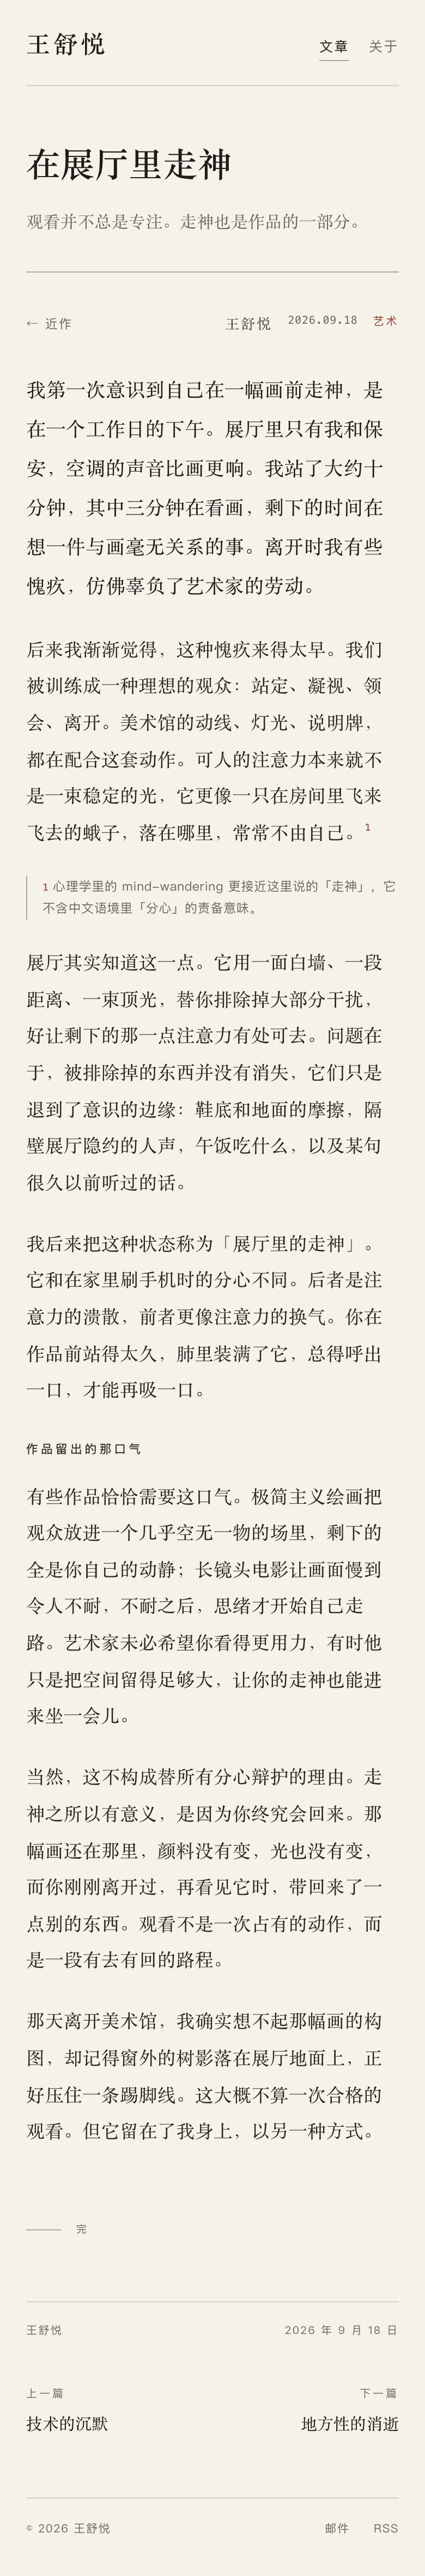 王舒悦
文章 关于
在展厅里走神
观看并不总是专注。走神也是作品的一部分。
← 近作
王舒悦 2026.09.18 艺术
我第一次意识到自己在一幅画前走神，是
在一个工作日的下午。展厅里只有我和保
安，空调的声音比画更响。我站了大约十
分钟，其中三分钟在看画，剩下的时间在
想一件与画毫无关系的事。离开时我有些
愧疚，仿佛辜负了艺术家的劳动。
后来我渐渐觉得，这种愧疚来得太早。我们
被训练成一种理想的观众：站定、凝视、领
会、离开。美术馆的动线、灯光、说明牌，
都在配合这套动作。可人的注意力本来就不
是一束稳定的光，它更像一只在房间里飞来
飞去的蛾子，落在哪里，常常不由自己。1
1 心理学里的 mind-wandering 更接近这里说的「走神」，它
不含中文语境里「分心」的责备意味。
展厅其实知道这一点。它用一面白墙、一段
距离、一束顶光，替你排除掉大部分干扰，
好让剩下的那一点注意力有处可去。问题在
于，被排除掉的东西并没有消失，它们只是
退到了意识的边缘：鞋底和地面的摩擦，隔
壁展厅隐约的人声，午饭吃什么，以及某句
很久以前听过的话。
我后来把这种状态称为「展厅里的走神」。
它和在家里刷手机时的分心不同。后者是注
意力的溃散，前者更像注意力的换气。你在
作品前站得太久，肺里装满了它，总得呼出
一口，才能再吸一口。
作品留出的那口气
有些作品恰恰需要这口气。极简主义绘画把
观众放进一个几乎空无一物的场里，剩下的
全是你自己的动静；长镜头电影让画面慢到
令人不耐，不耐之后，思绪才开始自己走
路。艺术家未必希望你看得更用力，有时他
只是把空间留得足够大，让你的走神也能进
来坐一会儿。
当然，这不构成替所有分心辩护的理由。走
神之所以有意义，是因为你终究会回来。那
幅画还在那里，颜料没有变，光也没有变，
而你刚刚离开过，再看见它时，带回来了一
点别的东西。观看不是一次占有的动作，而
是一段有去有回的路程。
那天离开美术馆，我确实想不起那幅画的构
图，却记得窗外的树影落在展厅地面上，正
好压住一条踢脚线。这大概不算一次合格的
观看。但它留在了我身上，以另一种方式。
完
王舒悦 2026 年 9 月 18 日
上一篇 下一篇
技术的沉默 地方性的消逝
© 2026 王舒悦 邮件 RSS